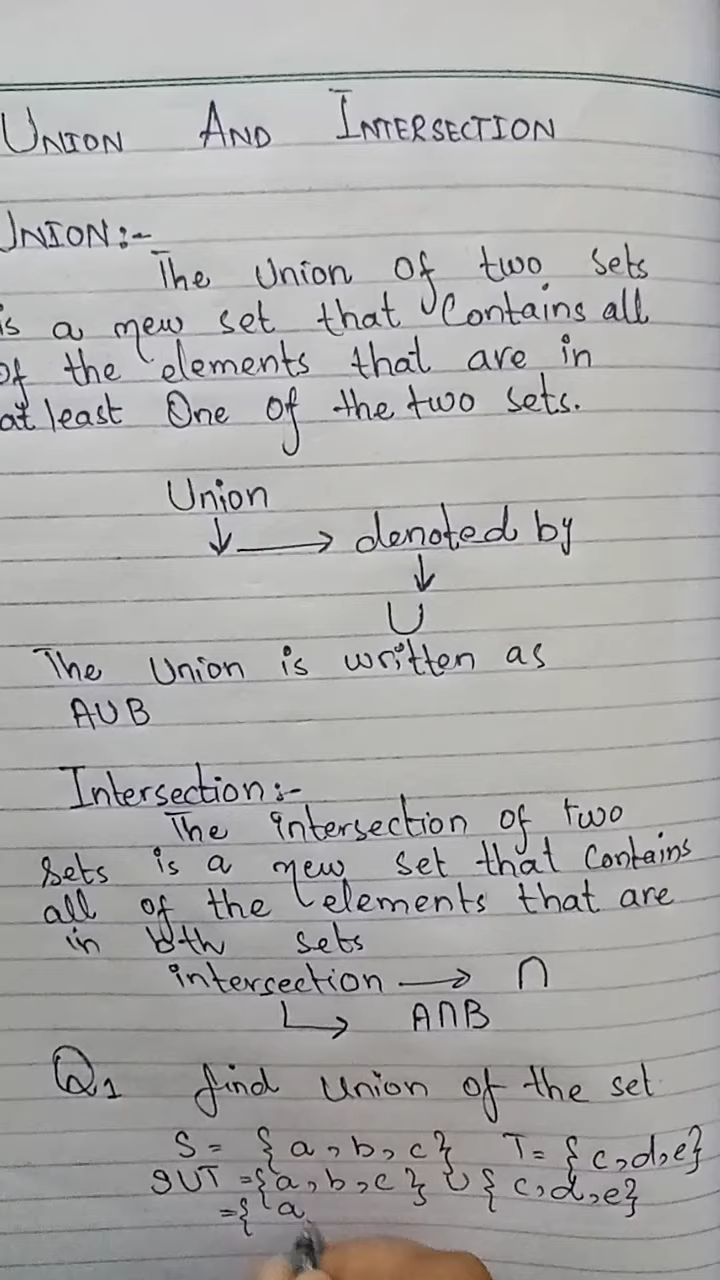 UNION AND INTERSECTION
UNION:-
The Union of two sets
is a new set that Contains all
of the elements that are in
at least One of the two sets.
Union
↓ → denoted by
↓
∪
The Union is written as
A∪B
Intersection:-
The intersection of two
Sets is a new set that Contains
all of the elements that are
in both sets
intersection → ∩
↳ A∩B
Q1 find union of the set
S = {a, b, c} T = {c, d, e}
S∪T = {a, b, c} ∪ {c, d, e}
= { a,